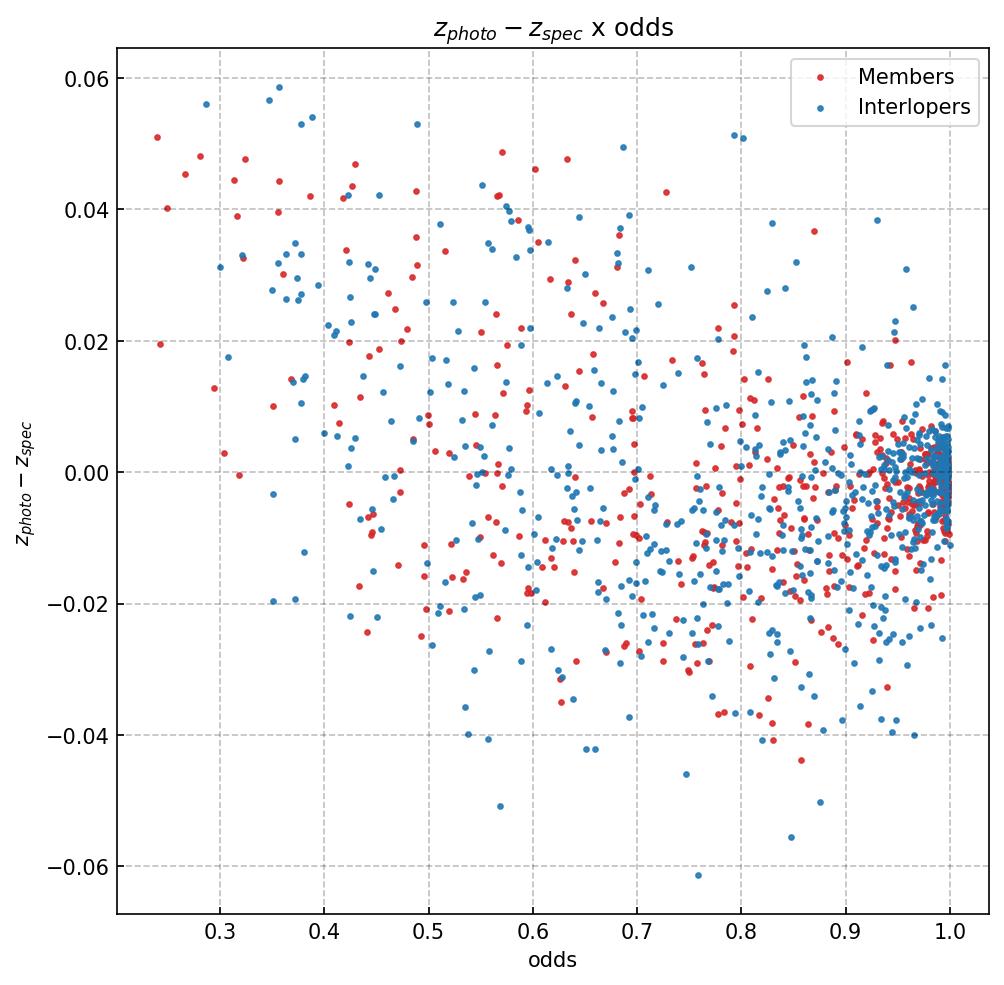 z_photo − z_spec x odds
Members
Interlopers
0.06
0.04
0.02
0.00
−0.02
−0.04
−0.06
z_photo − z_spec
0.3 0.4 0.5 0.6 0.7 0.8 0.9 1.0
odds